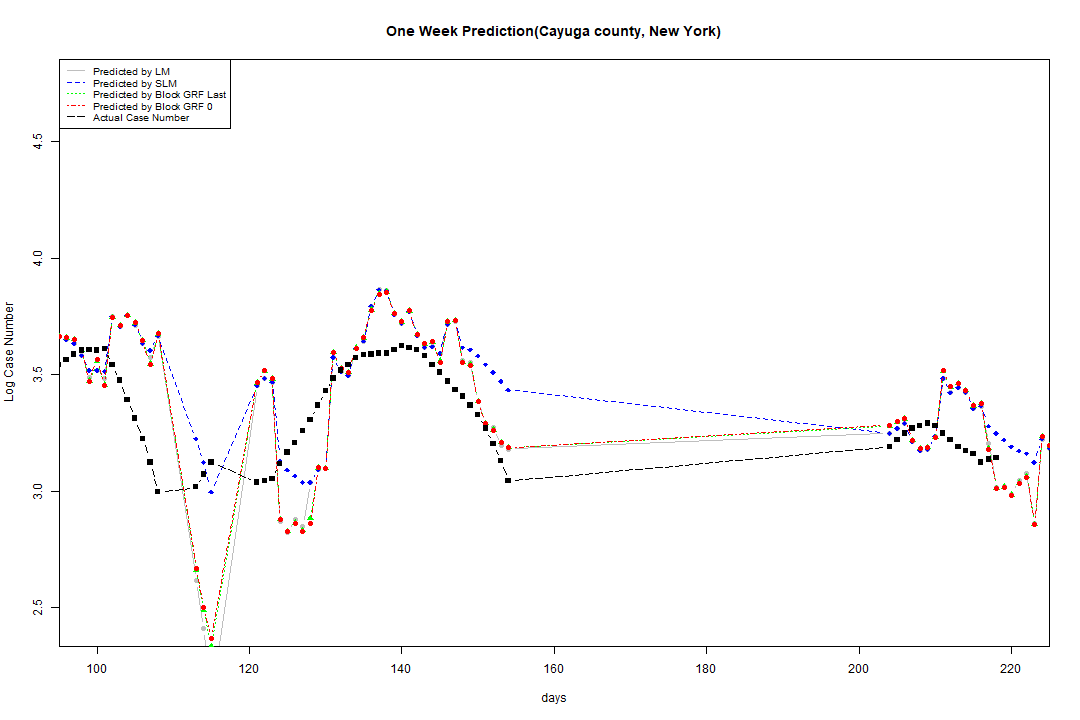 One Week Prediction(Cayuga county, New York)
Predicted by LM
Predicted by SLM
Predicted by Block GRF Last
Predicted by Block GRF 0
Actual Case Number
Log Case Number
4.5
4.0
3.5
3.0
2.5
100 120 140 160 180 200 220
days